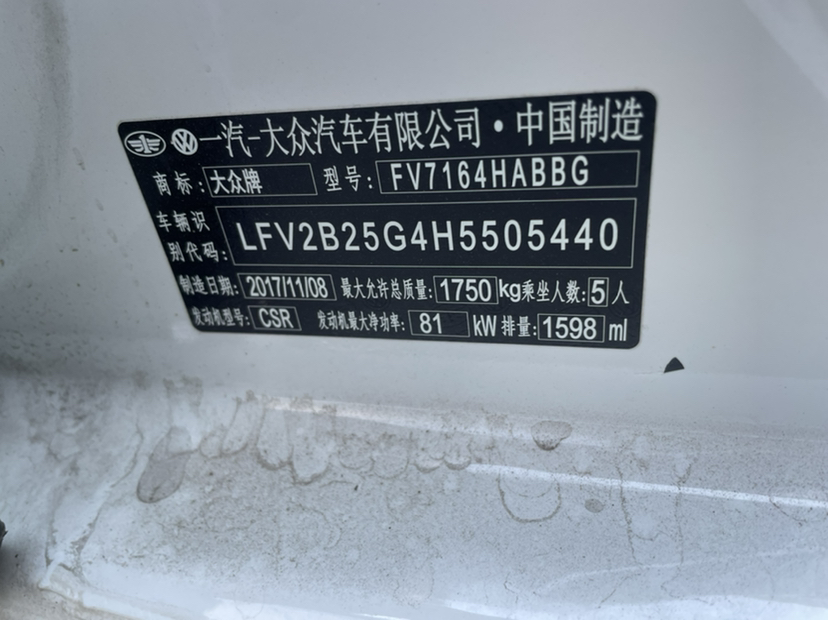 一汽-大众汽车有限公司·中国制造
商标: 大众牌 型号: FV7164HABBG
车辆识别代码: LFV2B25G4H5505440
制造日期: 2017/11/08 最大允许总质量: 1750 kg 乘坐人数: 5 人
发动机型号: CSR 发动机最大净功率: 81 kW 排量: 1598 ml